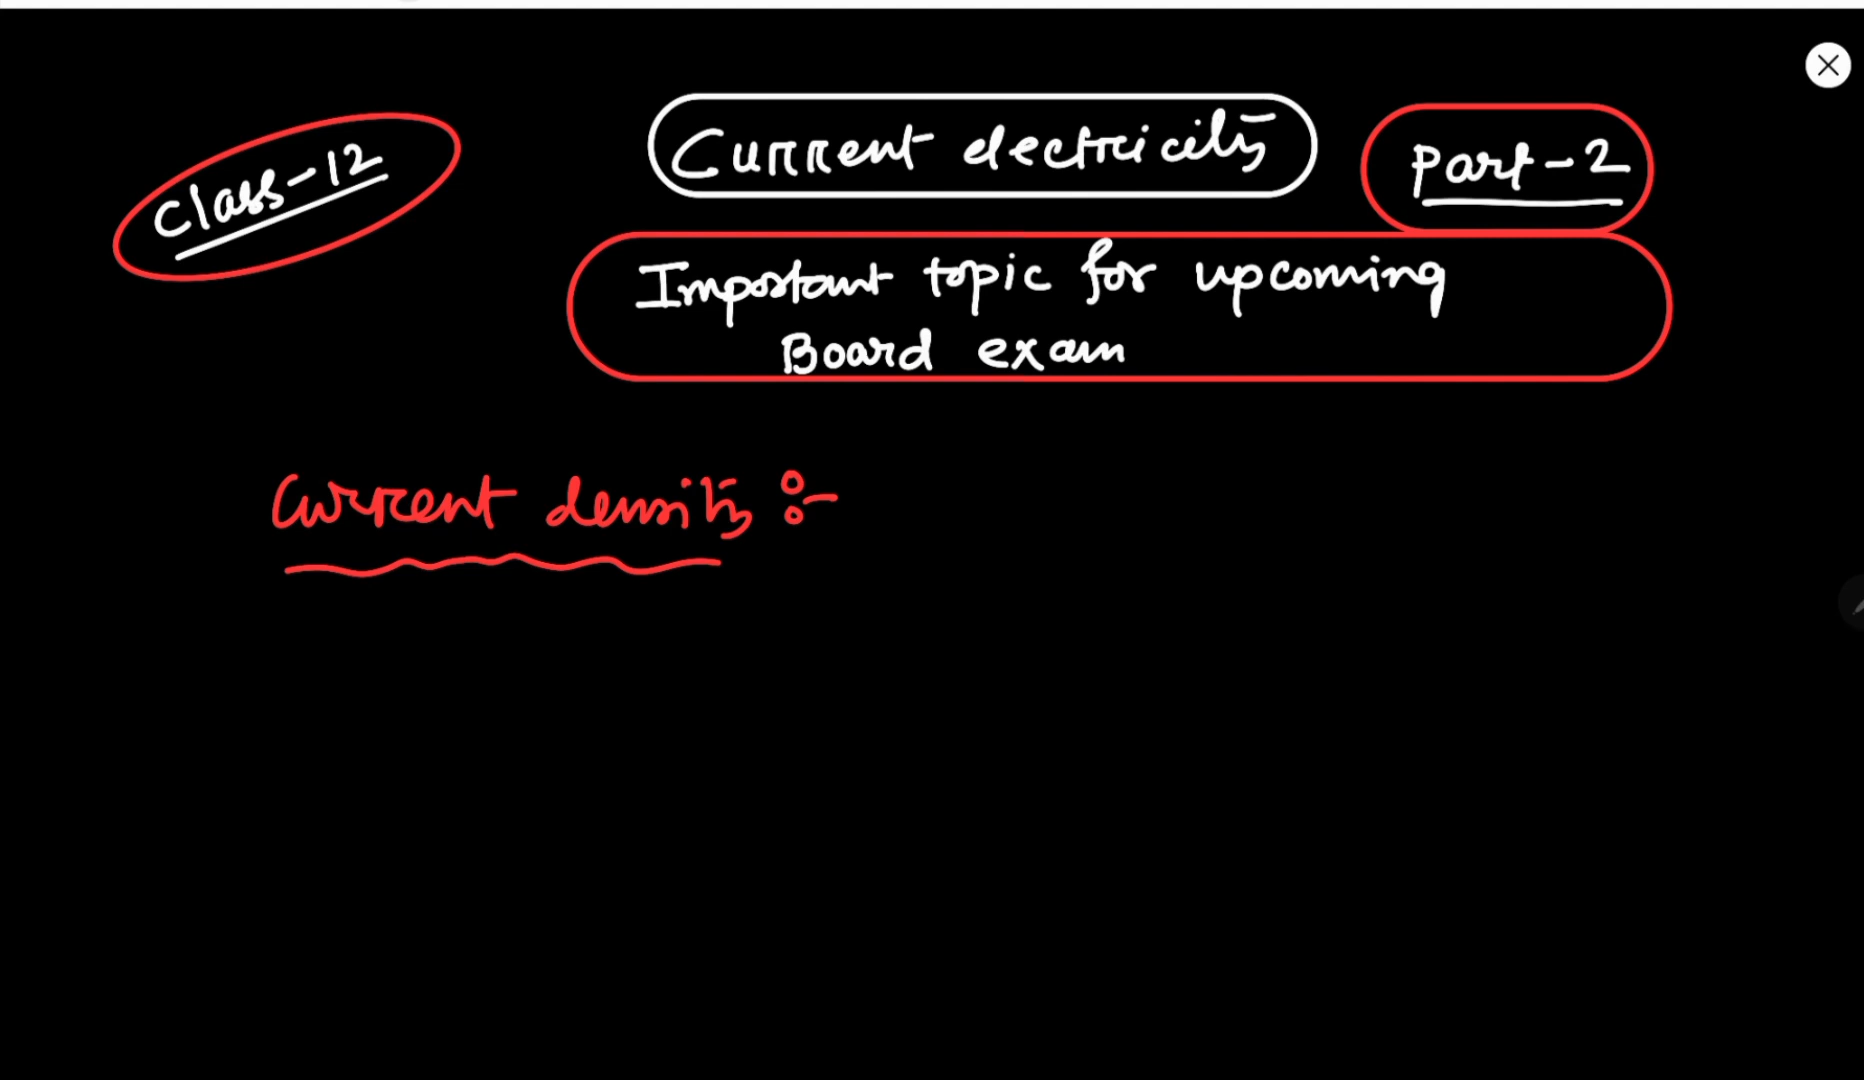 Class-12
Current electricity
Part-2
Important topic for upcoming
Board exam
Current density :-